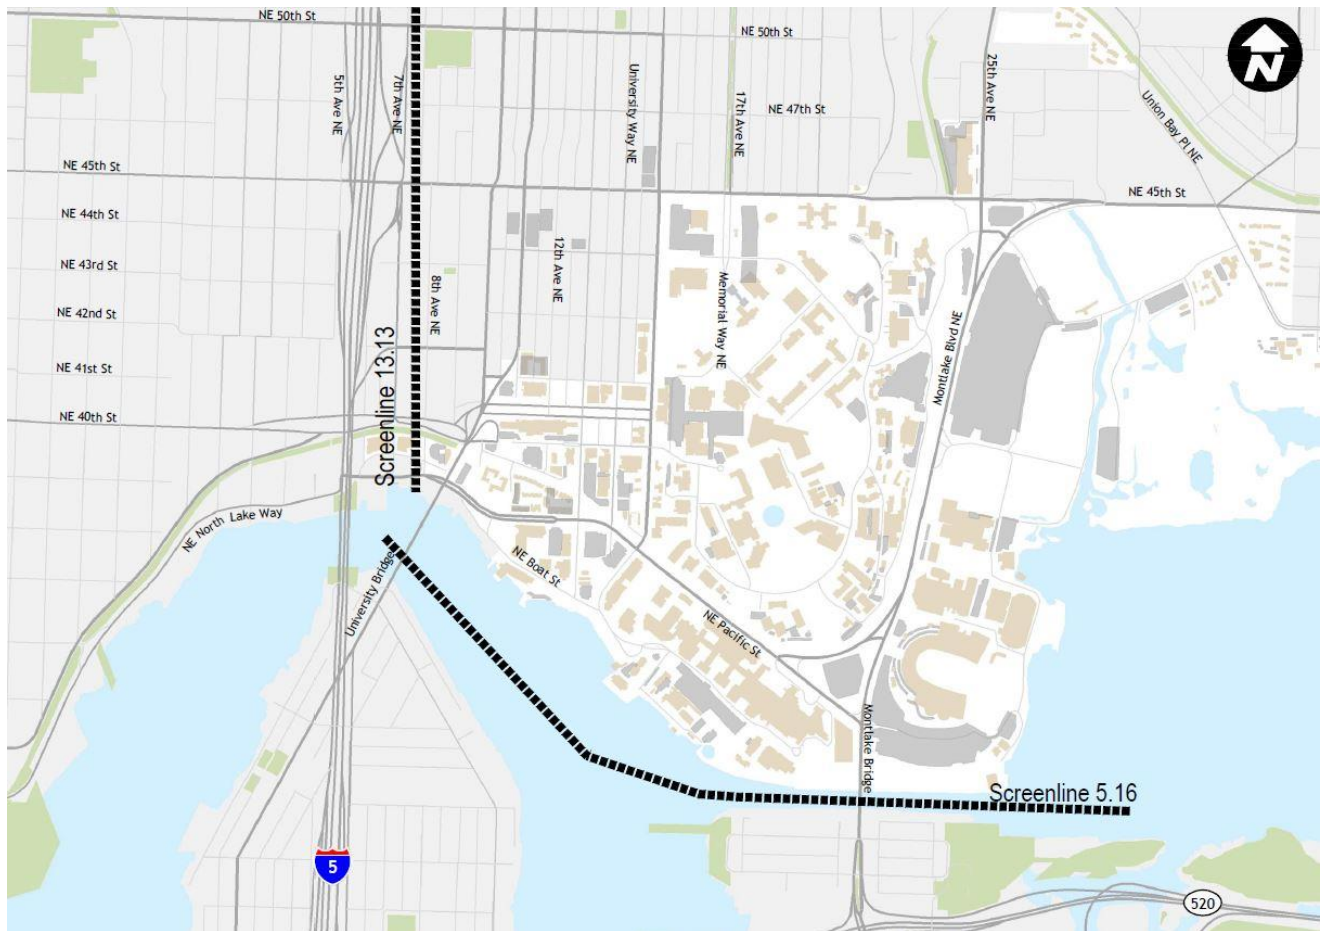 NE 50th St
NE 50th St
N
5th Ave NE
7th Ave NE
University Way NE
17th Ave NE
25th Ave NE
NE 47th St
Union Bay Pl NE
NE 45th St
NE 45th St
NE 44th St
NE 43rd St
NE 42nd St
NE 41st St
NE 40th St
8th Ave NE
12th Ave NE
Memorial Way NE
Montlake Blvd NE
Screenline 13.13
NE North Lake Way
University Bridge
NE Boat St
NE Pacific St
Montlake Bridge
Screenline 5.16
5
520